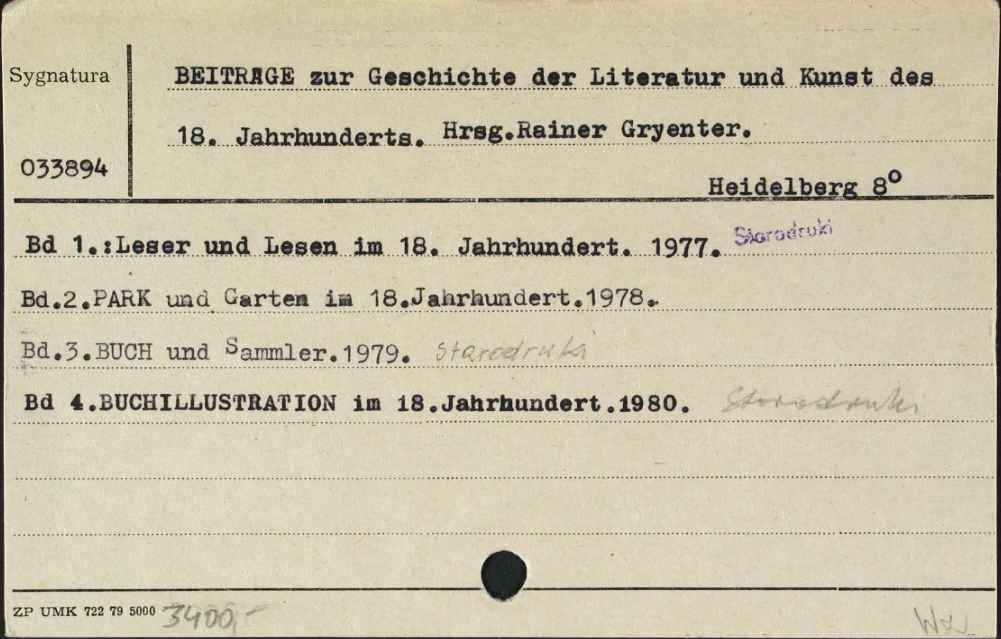 Sygnatura
033894
BEITRAGE zur Geschichte der Literatur und Kunst des
18. Jahrhunderts. Hrsg.Rainer Gryenter.
Heidelberg 8°
Bd 1.:Leser und Lesen im 18. Jahrhundert. 1977. Starodruki
Bd.2.PARK und Garten im 18.Jahrhundert.1978.
Bd.3.BUCH und Sammler.1979. Starodruki
Bd 4.BUCHILLUSTRATION im 18.Jahrhundert.1980. Starodruki
ZP UMK 722 79 5000 3400,-